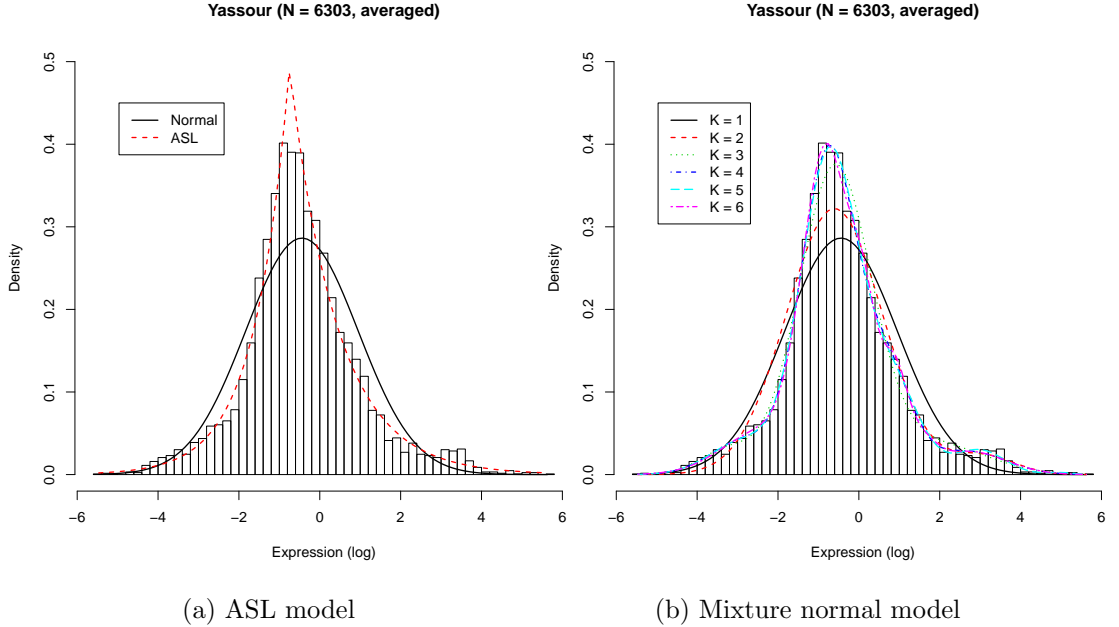 Yassour (N = 6303, averaged)
0.5
0.4
0.3
0.2
0.1
0.0
Density
Normal
ASL
−6
−4
−2
0
2
4
6
Expression (log)
(a) ASL model
Yassour (N = 6303, averaged)
0.5
0.4
0.3
0.2
0.1
0.0
Density
K = 1
K = 2
K = 3
K = 4
K = 5
K = 6
−6
−4
−2
0
2
4
6
Expression (log)
(b) Mixture normal model